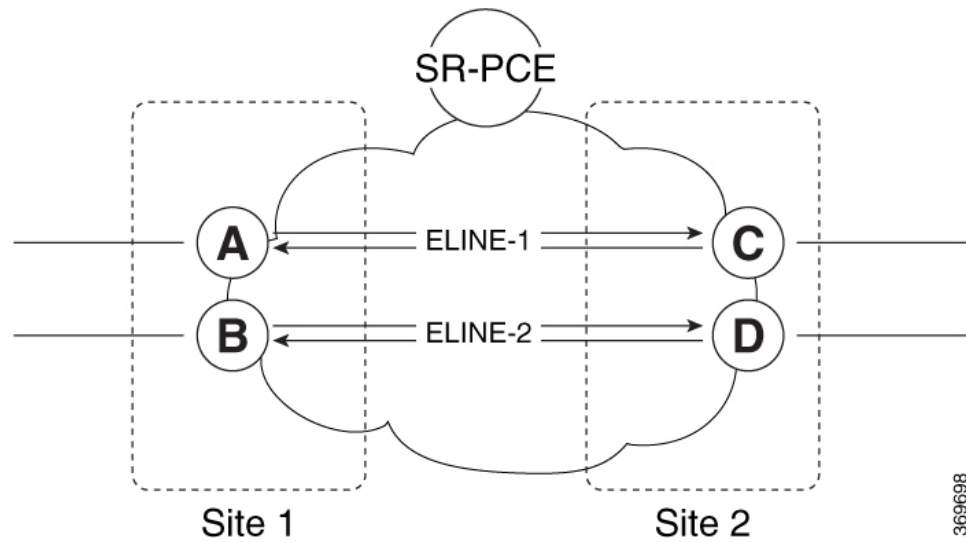 SR-PCE
A
ELINE-1
C
B
ELINE-2
D
Site 1
Site 2
369698